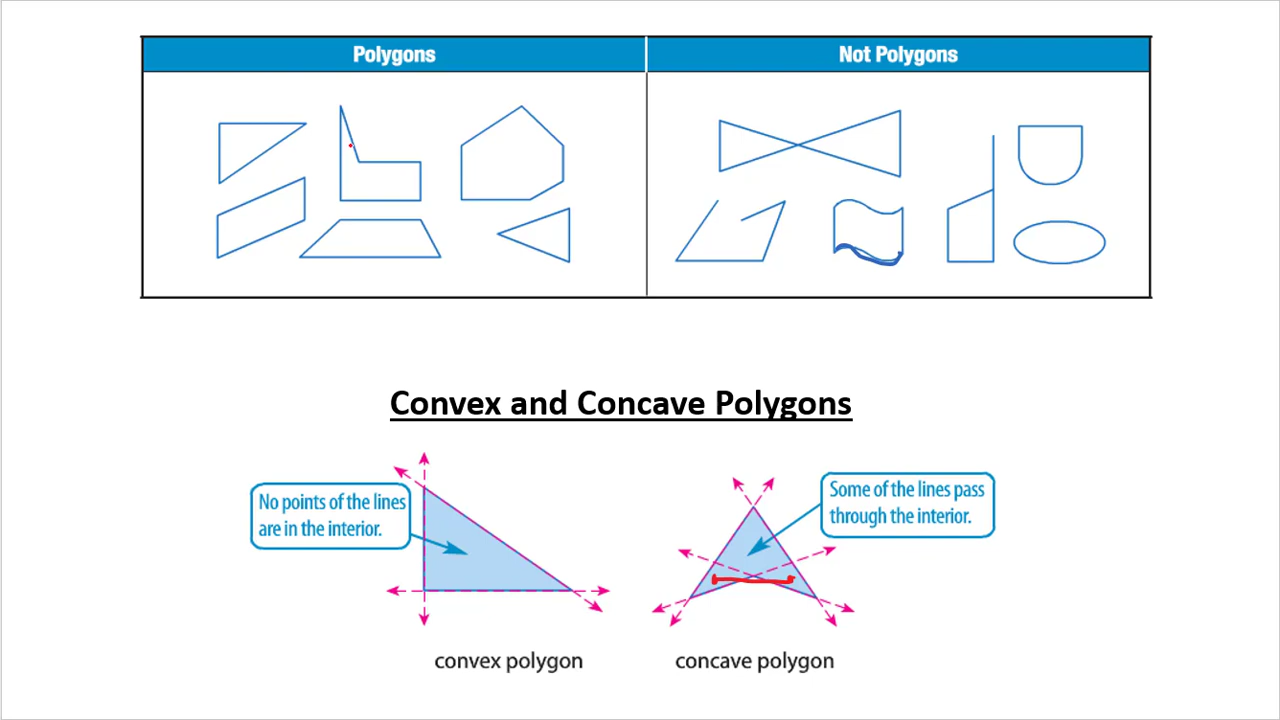 Polygons
Not Polygons
Convex and Concave Polygons
No points of the lines
are in the interior.
Some of the lines pass
through the interior.
convex polygon
concave polygon